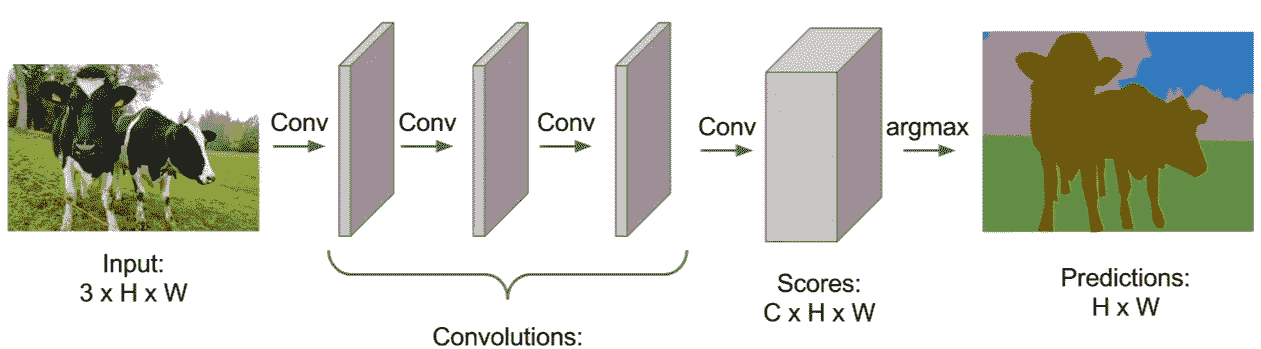 Conv
Conv
Conv
Conv
argmax
Input:
3 x H x W
Convolutions:
Scores:
C x H x W
Predictions:
H x W